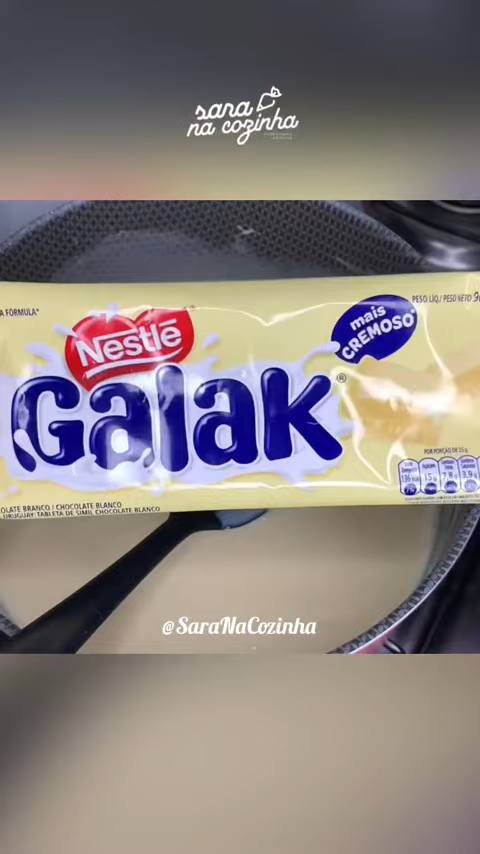 sara
na cozinha
A FÓRMULA*
PESO LÍQ./ PESO NETO
Nestlé
mais
CREMOSO*
Galak®
POR PORÇÃO DE 25 g
OLATE BRANCO / CHOCOLATE BLANCO
URUGUAY: TABLETA DE SÍMIL CHOCOLATE BLANCO
@SaraNaCozinha